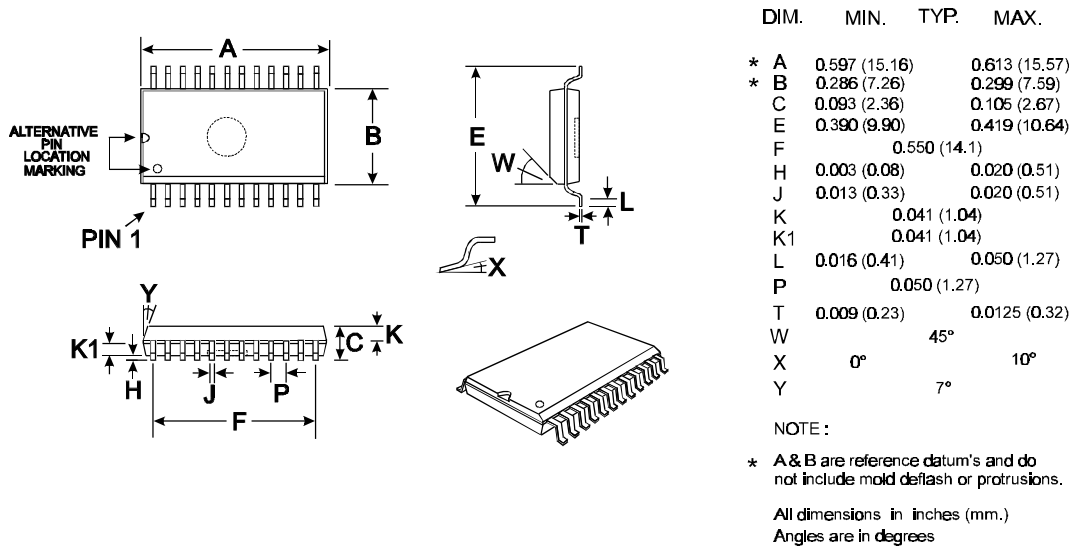 A
ALTERNATIVE
PIN
LOCATION
MARKING
B
PIN 1
E
W
L
T
X
Y
K1
H
J
P
F
C
K
DIM. MIN. TYP. MAX.
* A 0.597 (15.16) 0.613 (15.57)
* B 0.286 (7.26) 0.299 (7.59)
C 0.093 (2.36) 0.105 (2.67)
E 0.390 (9.90) 0.419 (10.64)
F 0.550 (14.1)
H 0.003 (0.08) 0.020 (0.51)
J 0.013 (0.33) 0.020 (0.51)
K 0.041 (1.04)
K1 0.041 (1.04)
L 0.016 (0.41) 0.050 (1.27)
P 0.050 (1.27)
T 0.009 (0.23) 0.0125 (0.32)
W 45°
X 0° 10°
Y 7°
NOTE :
* A & B are reference datum's and do
not include mold deflash or protrusions.
All dimensions in inches (mm.)
Angles are in degrees